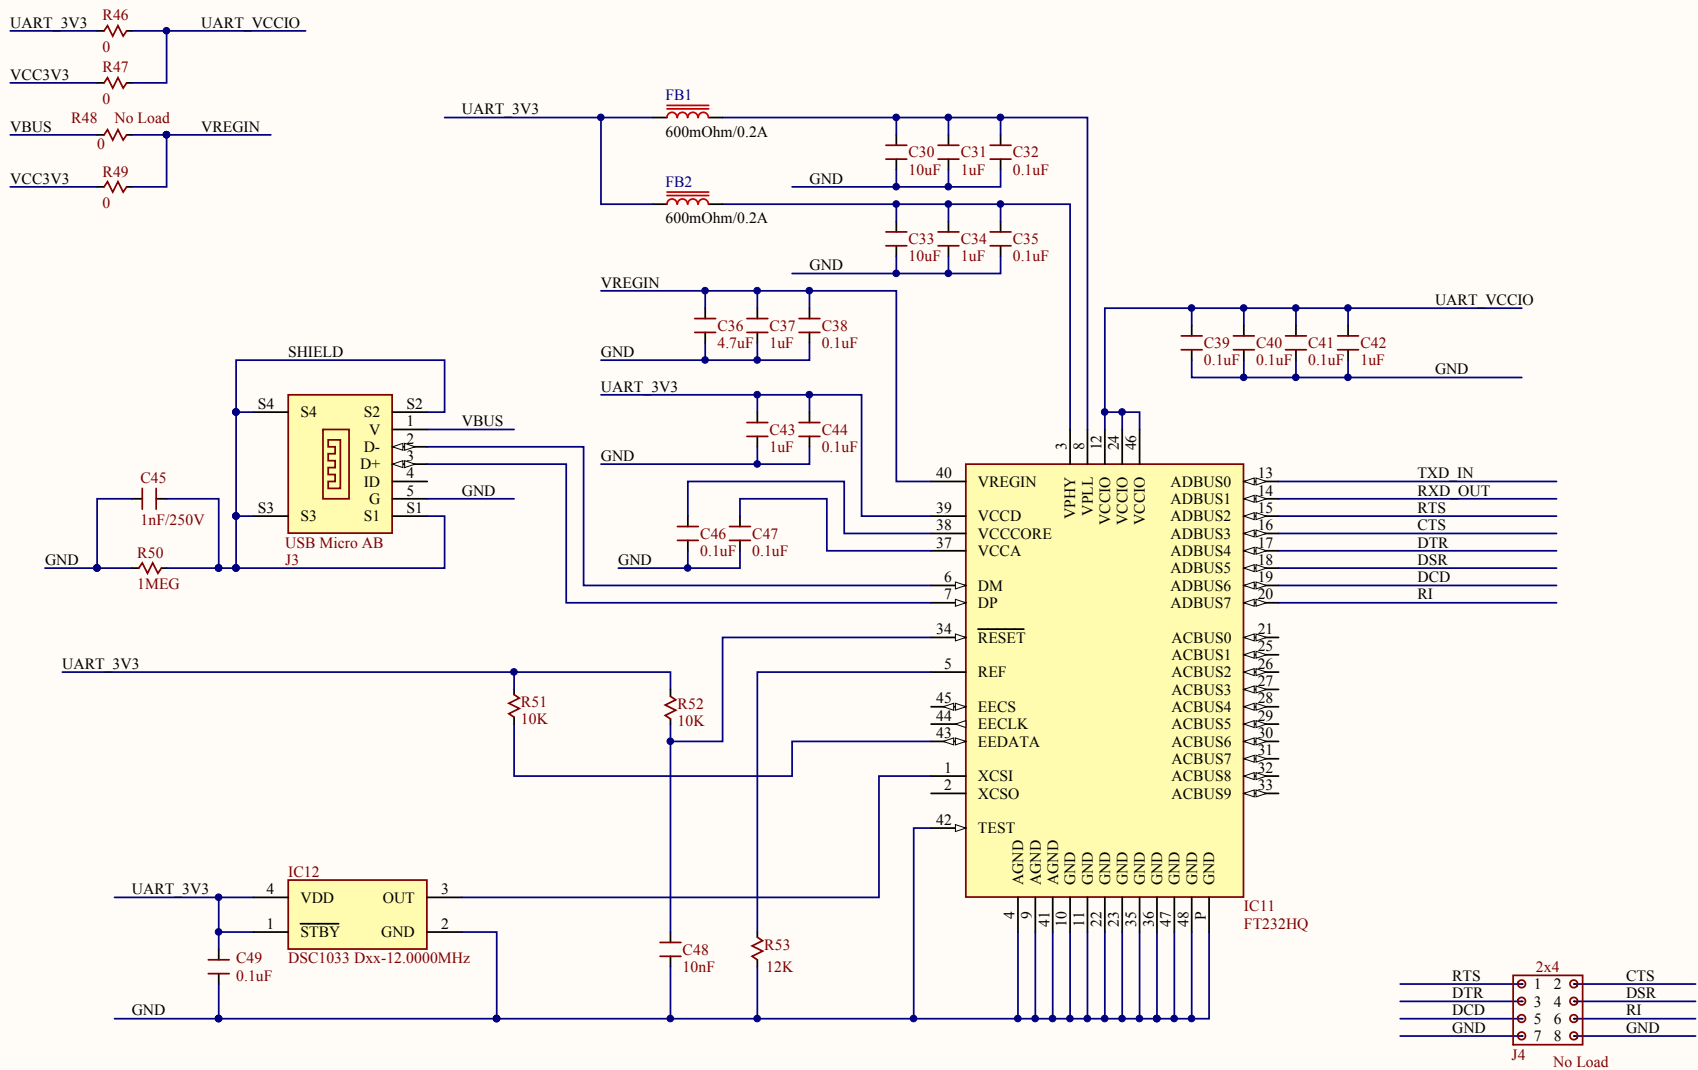 UART_3V3 R46 UART_VCCIO
0
VCC3V3 R47
0
VBUS R48 No Load VREGIN
0
VCC3V3 R49
0
UART_3V3 FB1
600mOhm/0.2A
C30 C31 C32
10uF 1uF 0.1uF
GND
FB2
600mOhm/0.2A
C33 C34 C35
10uF 1uF 0.1uF
GND
VREGIN
C36 C37 C38
4.7uF 1uF 0.1uF
GND
UART_VCCIO
C39 C40 C41 C42
0.1uF 0.1uF 0.1uF 1uF
GND
UART_3V3
C43 C44
1uF 0.1uF
GND
C46 C47
0.1uF 0.1uF
GND
SHIELD
S4 S4 S2 S2
V 1 VBUS
D- 2
D+ 3
ID 4
G 5 GND
S3 S3 S1 S1
USB Micro AB
J3
C45
1nF/250V
GND R50
1MEG
3 8 12 24 46
VPHY VPLL VCCIO VCCIO VCCIO
40 VREGIN
39 VCCD
38 VCCCORE
37 VCCA
6 DM
7 DP
34 RESET
5 REF
45 EECS
44 EECLK
43 EEDATA
1 XCSI
2 XCSO
42 TEST
ADBUS0 13 TXD_IN
ADBUS1 14 RXD_OUT
ADBUS2 15 RTS
ADBUS3 16 CTS
ADBUS4 17 DTR
ADBUS5 18 DSR
ADBUS6 19 DCD
ADBUS7 20 RI
ACBUS0 21
ACBUS1 25
ACBUS2 26
ACBUS3 27
ACBUS4 28
ACBUS5 29
ACBUS6 30
ACBUS7 31
ACBUS8 32
ACBUS9 33
AGND AGND AGND GND GND GND GND GND GND GND GND GND
4 9 41 10 11 22 23 35 36 47 48 P
IC11
FT232HQ
UART_3V3
R51
10K
R52
10K
IC12
UART_3V3 4 VDD OUT 3
1 STBY GND 2
DSC1033 Dxx-12.0000MHz
C49
0.1uF
C48
10nF
R53
12K
GND
2x4
RTS 1 2 CTS
DTR 3 4 DSR
DCD 5 6 RI
GND 7 8 GND
J4
No Load